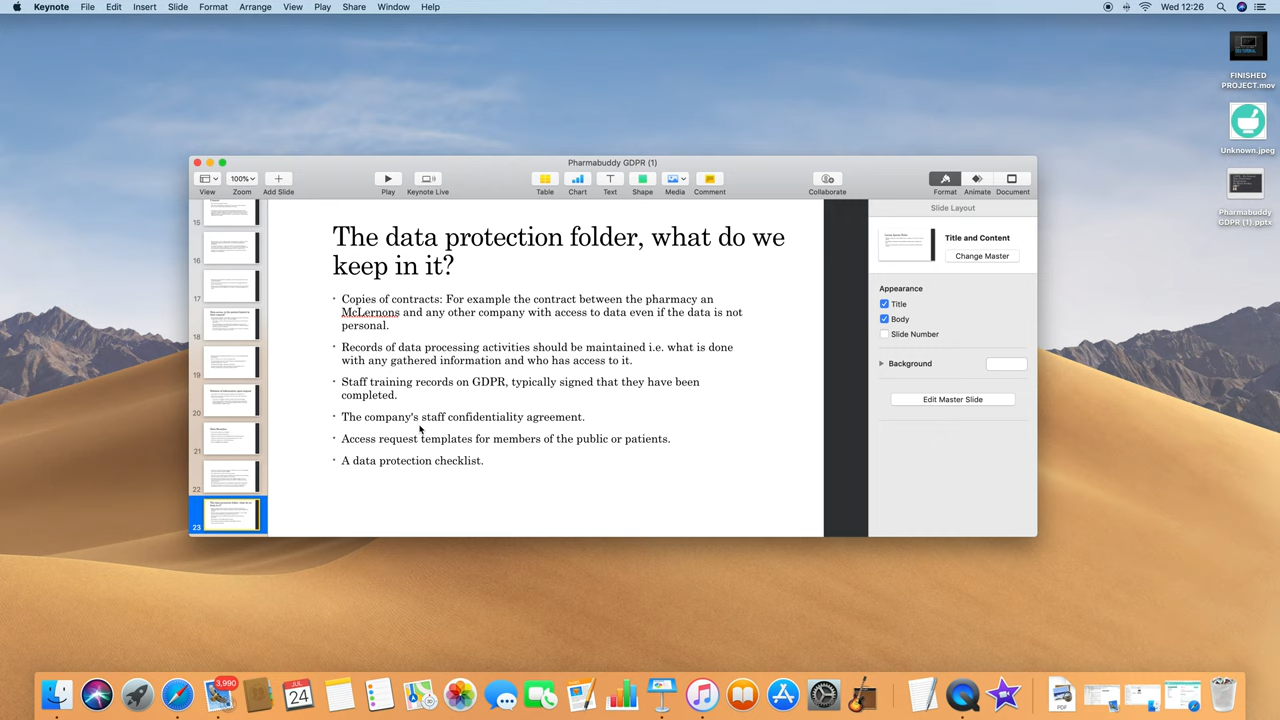 Keynote File Edit Insert Slide Format Arrange View Play Share Window Help
Wed 12:26
FINISHED
PROJECT.mov
Unknown.jpeg
Pharmabuddy
GDPR (1).pptx
Pharmabuddy GDPR (1)
100%
View Zoom Add Slide Play Keynote Live Table Chart Text Shape Media Comment Collaborate Format Animate Document
15
16
17
18
19
20
21
22
23
The data protection folder, what do we
keep in it?
• Copies of contracts: For example the contract between the pharmacy an
and any other company with access to data even if the data is not
personal.
• Records of data processing activities should be maintained i.e. what is done
with any gathered information and who has access to it.
• Staff training records on GDPR, typically signed that they have been
completed.
• The company's staff confidentiality agreement.
• Access templates for members of the public or patients.
• A data protection checklist.
Slide Layout
Title and Content
Change Master
Appearance
Title
Body
Slide Number
Background
Edit Master Slide
3,990
JUL
24
PDF